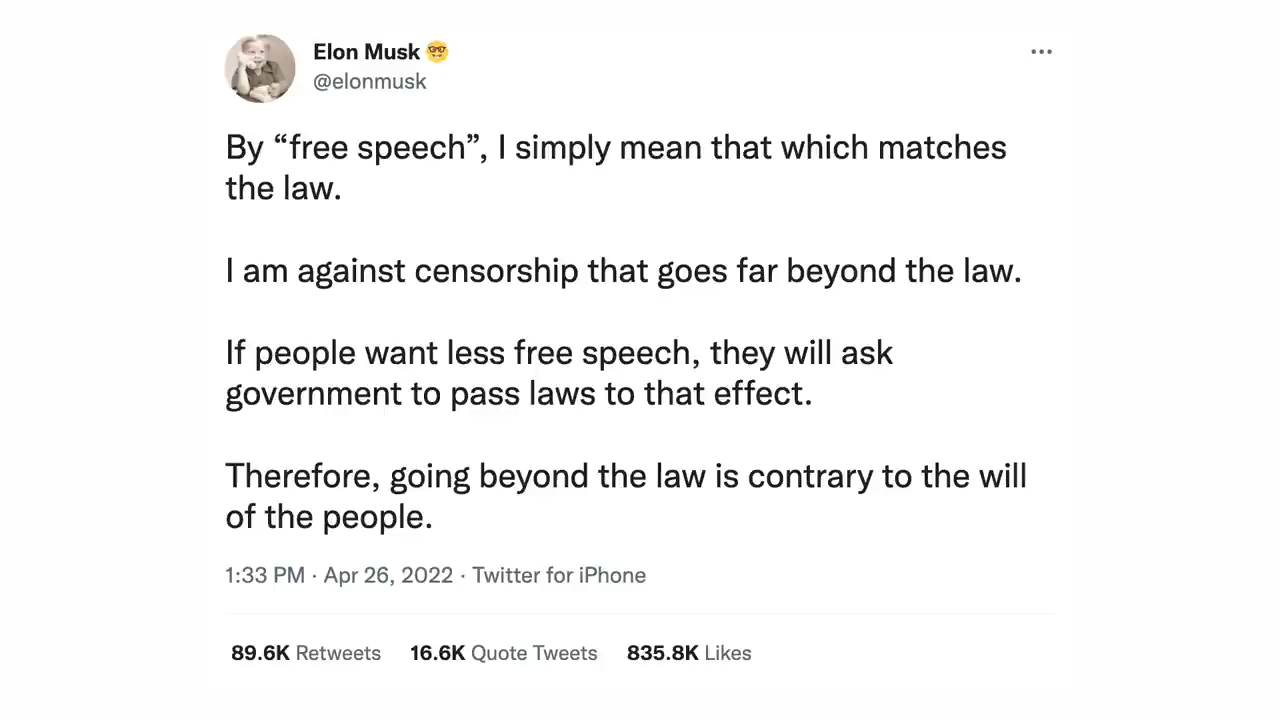 Elon Musk 🤓
@elonmusk
By “free speech”, I simply mean that which matches
the law.
I am against censorship that goes far beyond the law.
If people want less free speech, they will ask
government to pass laws to that effect.
Therefore, going beyond the law is contrary to the will
of the people.
1:33 PM · Apr 26, 2022 · Twitter for iPhone
89.6K Retweets 16.6K Quote Tweets 835.8K Likes